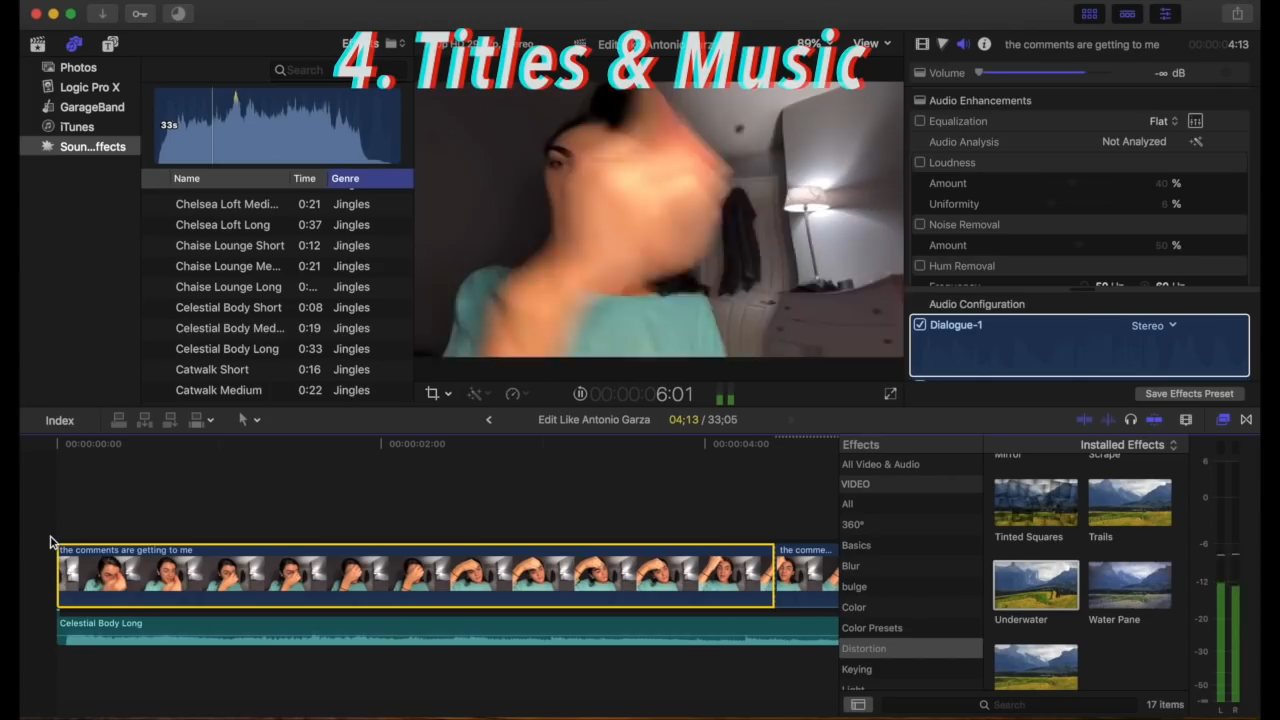 4. Titles & Music
89%
View
the comments are getting to me
4:13
Photos
Logic Pro X
GarageBand
iTunes
Soun...ffects
Search
33s
Name Time Genre
Chelsea Loft Medi... 0:21 Jingles
Chelsea Loft Long 0:37 Jingles
Chaise Lounge Short 0:12 Jingles
Chaise Lounge Me... 0:21 Jingles
Chaise Lounge Long 0:... Jingles
Celestial Body Short 0:08 Jingles
Celestial Body Med... 0:19 Jingles
Celestial Body Long 0:33 Jingles
Catwalk Short 0:16 Jingles
Catwalk Medium 0:22 Jingles
Volume -∞ dB
Audio Enhancements
Equalization Flat
Audio Analysis Not Analyzed
Loudness
Amount 40 %
Uniformity 6 %
Noise Removal
Amount 50 %
Hum Removal
Audio Configuration
Dialogue-1 Stereo
Save Effects Preset
00:00:00:06:01
Index
Edit Like Antonio Garza
04:13 / 33:05
00:00:00:00
00:00:02:00
00:00:04:00
the comments are getting to me
the comme...
Celestial Body Long
Effects
Installed Effects
All Video & Audio
VIDEO
All
360°
Basics
Blur
bulge
Color
Color Presets
Distortion
Keying
Mirror
Scrape
Tinted Squares
Trails
Underwater
Water Pane
Search
17 items
6
0
-6
-12
-20
-30
-50
-∞
L R